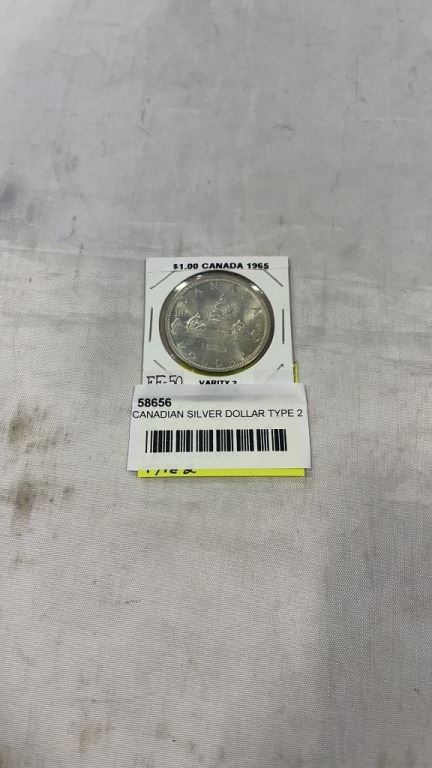 $1.00 CANADA 1965
EF-50
VARITY 2
58656
CANADIAN SILVER DOLLAR TYPE 2